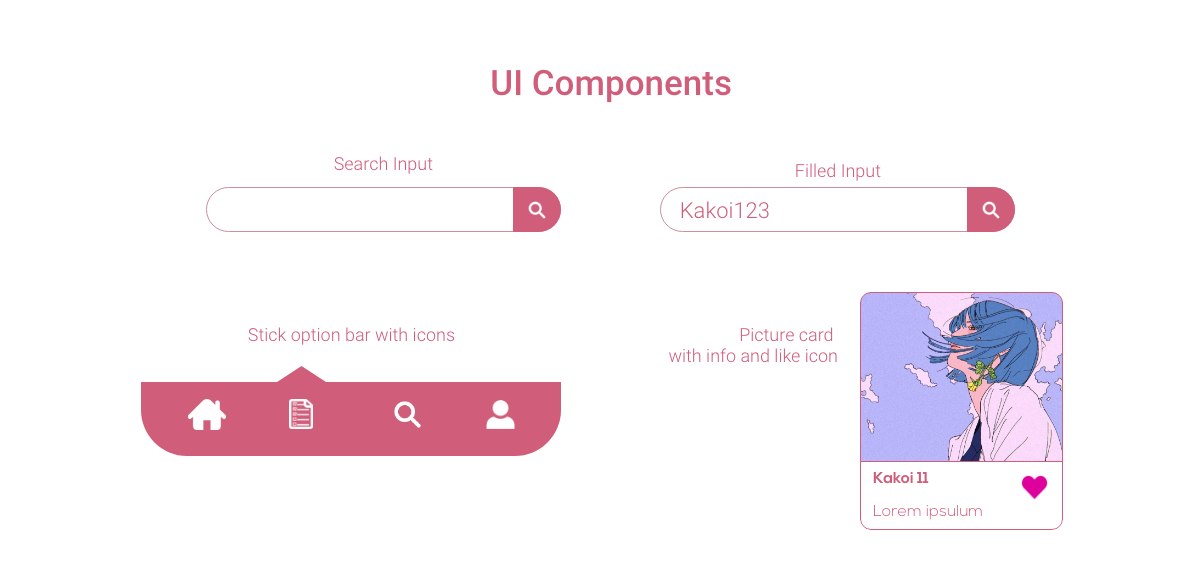 UI Components
Search Input
Filled Input
Kakoi123
Stick option bar with icons
Picture card
with info and like icon
Kakoi 11
Lorem ipsulum